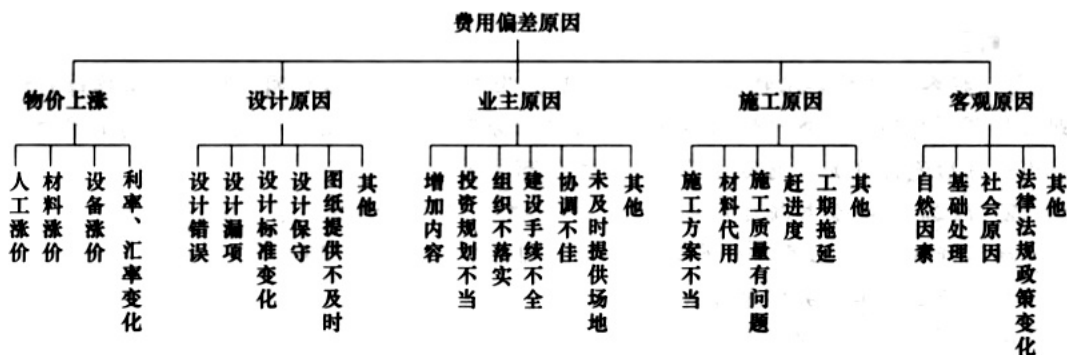 费用偏差原因
物价上涨
设计原因
业主原因
施工原因
客观原因
人工涨价
材料涨价
设备涨价
利率、汇率变化
设计错误
设计漏项
设计标准变化
设计保守
图纸提供不及时
其他
增加内容
投资规划不当
组织不落实
建设手续不全
协调不佳
未及时提供场地
其他
施工方案不当
材料代用
施工质量有问题
赶进度
工期拖延
其他
自然因素
基础处理
社会原因
法律法规政策变化
其他